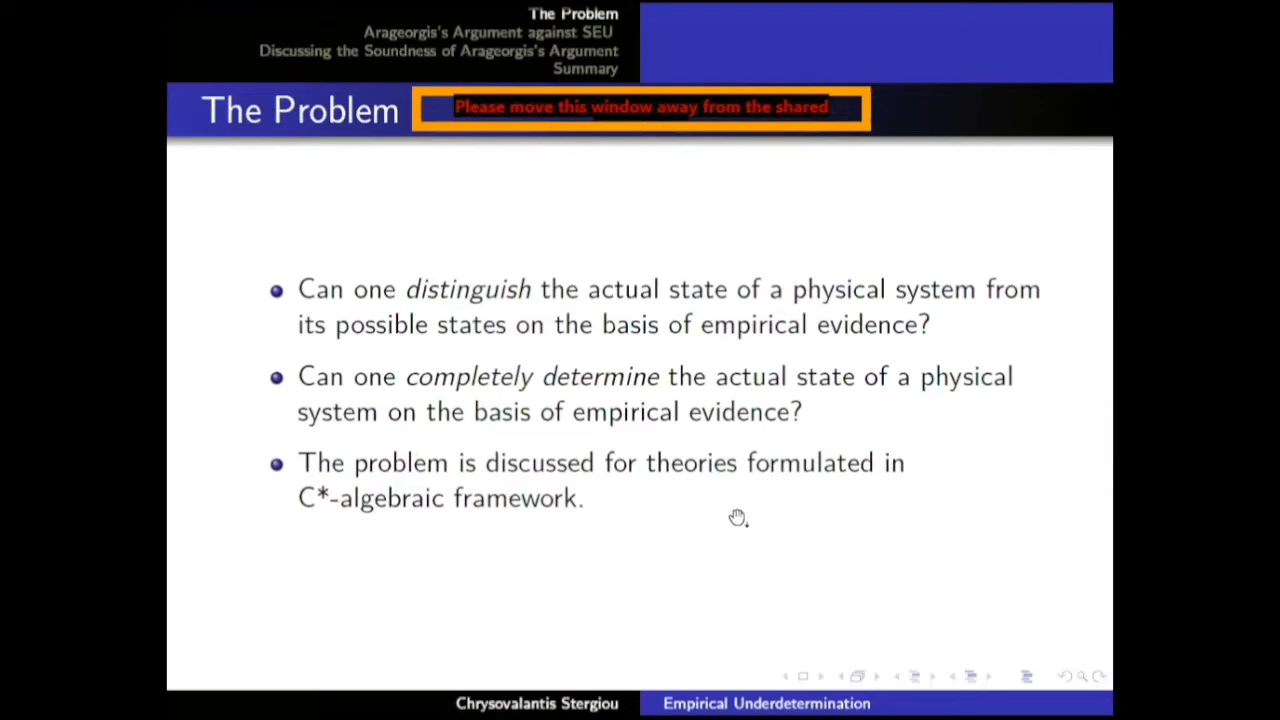 The Problem
Arageorgis's Argument against SEU
Discussing the Soundness of Arageorgis's Argument
Summary
The Problem
Please move this window away from the shared
Can one distinguish the actual state of a physical system from
its possible states on the basis of empirical evidence?
Can one completely determine the actual state of a physical
system on the basis of empirical evidence?
The problem is discussed for theories formulated in
C*-algebraic framework.
Chrysovalantis Stergiou
Empirical Underdetermination